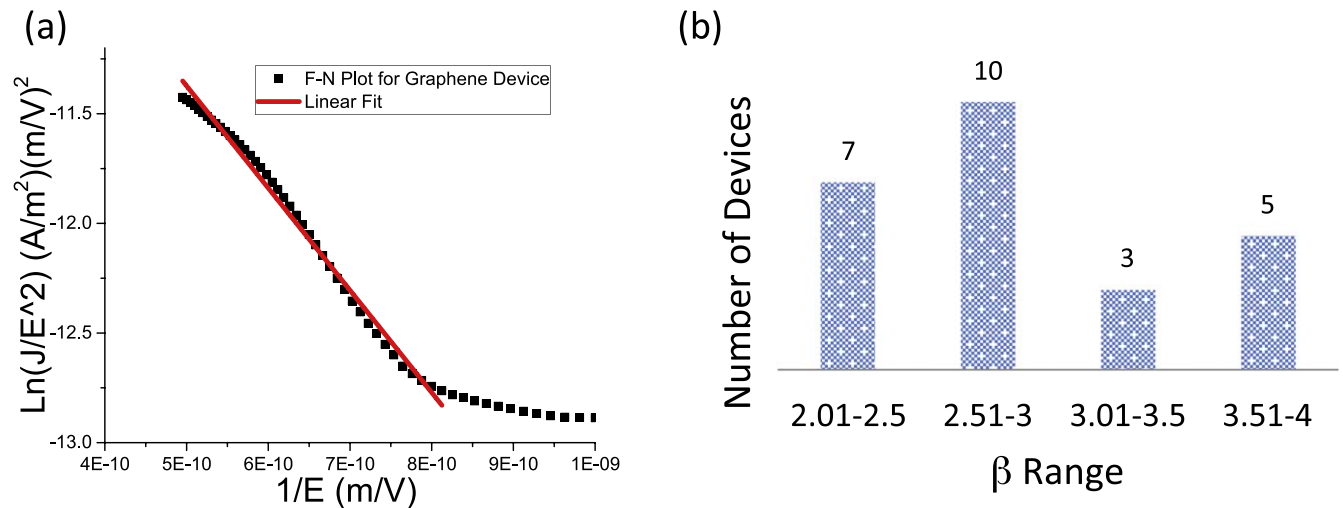 (a)
F-N Plot for Graphene Device
Linear Fit
Ln(J/E^2) (A/m²)(m/V)²
-11.5
-12.0
-12.5
-13.0
4E-10 5E-10 6E-10 7E-10 8E-10 9E-10 1E-09
1/E (m/V)
(b)
Number of Devices
7
10
3
5
2.01-2.5 2.51-3 3.01-3.5 3.51-4
β Range